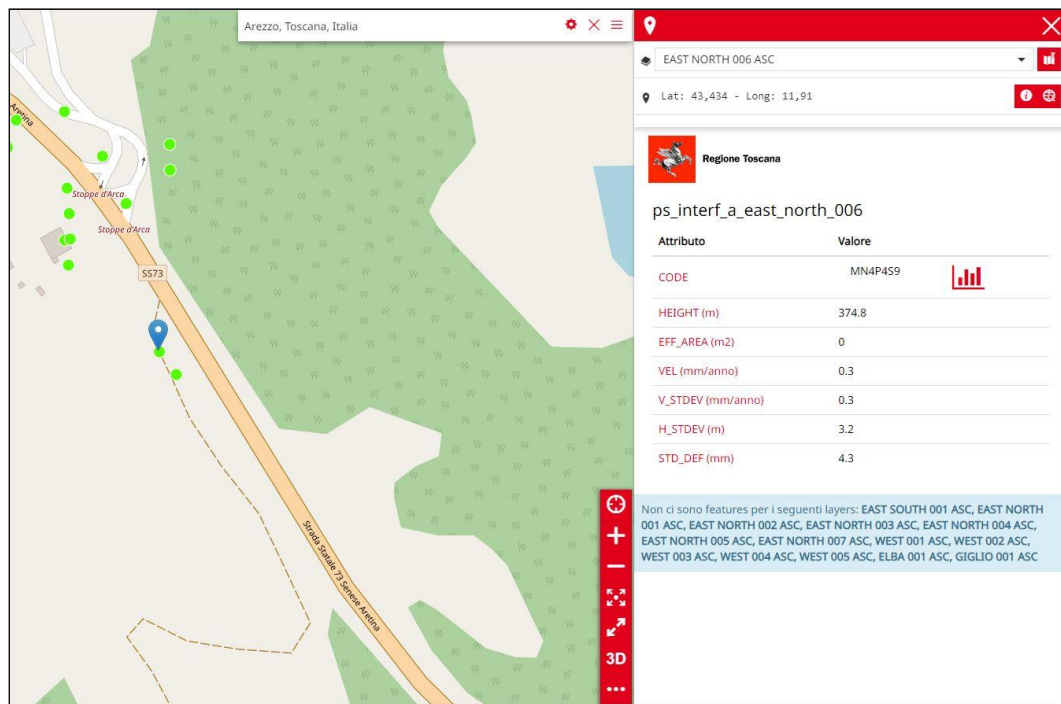 Arezzo, Toscana, Italia
Aretina
Stoppe d'Arca
Stoppe d'Arca
SS73
Strada Statale 73 Senese Aretina
3D
EAST NORTH 006 ASC
Lat: 43,434 - Long: 11,91
Regione Toscana
ps_interf_a_east_north_006
Attributo Valore
CODE MN4P4S9
HEIGHT (m) 374.8
EFF_AREA (m2) 0
VEL (mm/anno) 0.3
V_STDEV (mm/anno) 0.3
H_STDEV (m) 3.2
STD_DEF (mm) 4.3
Non ci sono features per i seguenti layers: EAST SOUTH 001 ASC, EAST NORTH
001 ASC, EAST NORTH 002 ASC, EAST NORTH 003 ASC, EAST NORTH 004 ASC,
EAST NORTH 005 ASC, EAST NORTH 007 ASC, WEST 001 ASC, WEST 002 ASC,
WEST 003 ASC, WEST 004 ASC, WEST 005 ASC, ELBA 001 ASC, GIGLIO 001 ASC